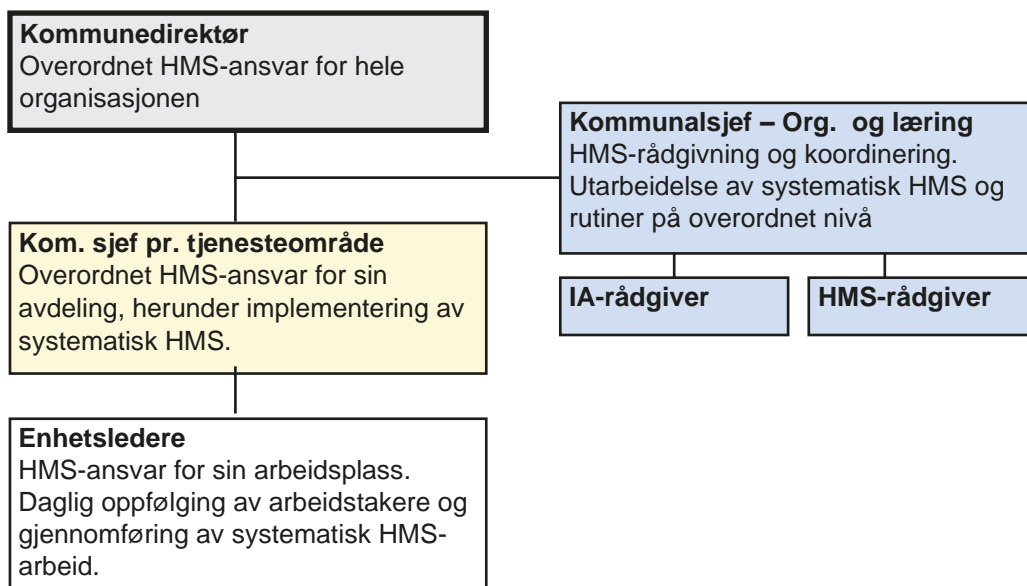 Kommunedirektør
Overordnet HMS-ansvar for hele
organisasjonen
Kommunalsjef – Org. og læring
HMS-rådgivning og koordinering.
Utarbeidelse av systematisk HMS og
rutiner på overordnet nivå
Kom. sjef pr. tjenesteområde
Overordnet HMS-ansvar for sin
avdeling, herunder implementering av
systematisk HMS.
IA-rådgiver
HMS-rådgiver
Enhetsledere
HMS-ansvar for sin arbeidsplass.
Daglig oppfølging av arbeidstakere og
gjennomføring av systematisk HMS-
arbeid.